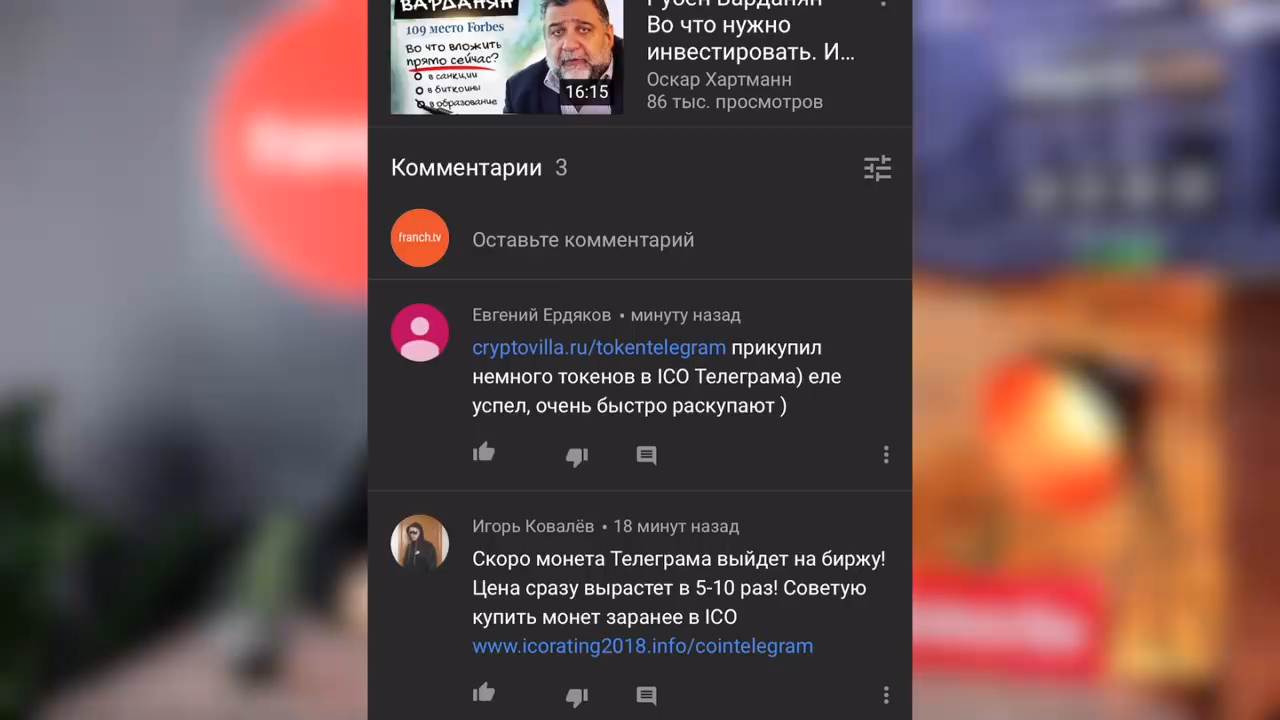 ВАРДАНЯН
109 место Forbes
Во что вложить
прямо сейчас?
в санкции
в биткоины
в образование
16:15
Рубен Варданян
Во что нужно
инвестировать. И...
Оскар Хартманн
86 тыс. просмотров
Комментарии 3
franch.tv
Оставьте комментарий
Евгений Ердяков • минуту назад
cryptovilla.ru/tokentelegram прикупил
немного токенов в ICO Телеграма) еле
успел, очень быстро раскупают )
Игорь Ковалёв • 18 минут назад
Скоро монета Телеграма выйдет на биржу!
Цена сразу вырастет в 5-10 раз! Советую
купить монет заранее в ICO
www.icorating2018.info/cointelegram